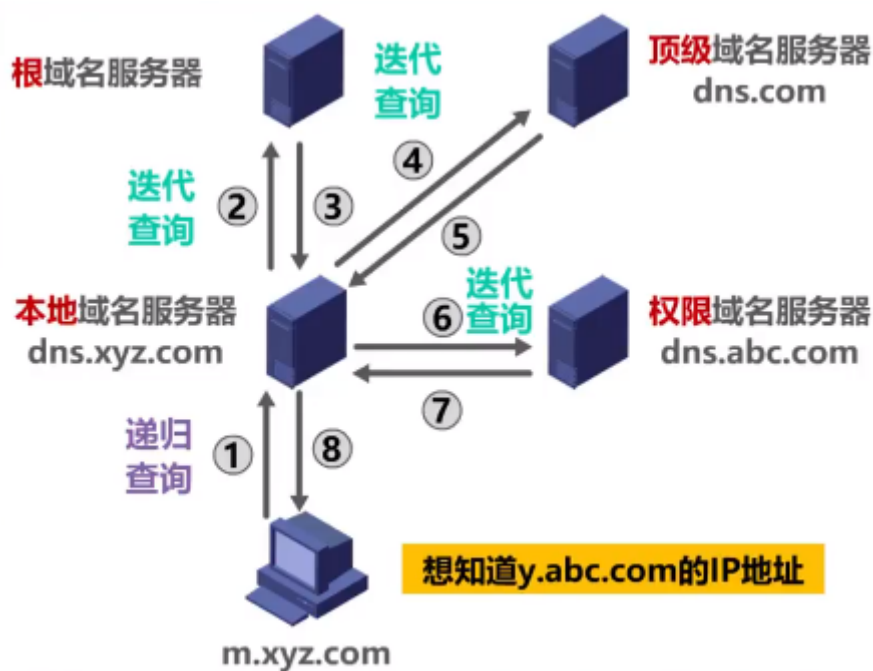 根域名服务器
迭代
查询
顶级域名服务器
dns.com
迭代
查询
②
③
④
⑤
本地域名服务器
dns.xyz.com
迭代
查询
⑥
⑦
权限域名服务器
dns.abc.com
递归
查询
①
⑧
想知道y.abc.com的IP地址
m.xyz.com